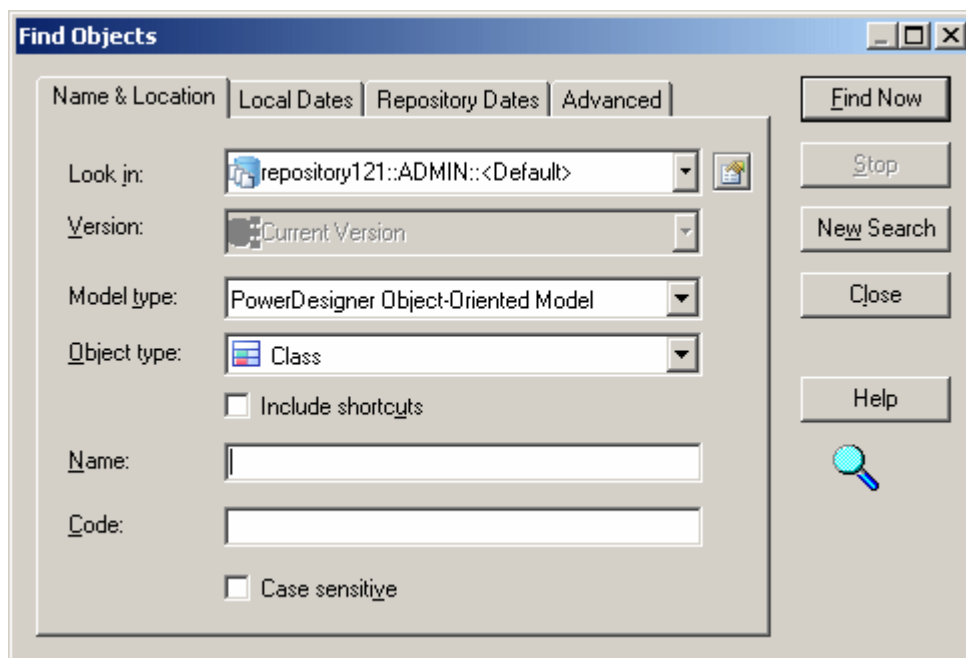 Find Objects
Name & Location
Local Dates
Repository Dates
Advanced
Find Now
Look in:
repository121::ADMIN::<Default>
Stop
Version:
Current Version
New Search
Model type:
PowerDesigner Object-Oriented Model
Close
Object type:
Class
Include shortcuts
Help
Name:
Code:
Case sensitive